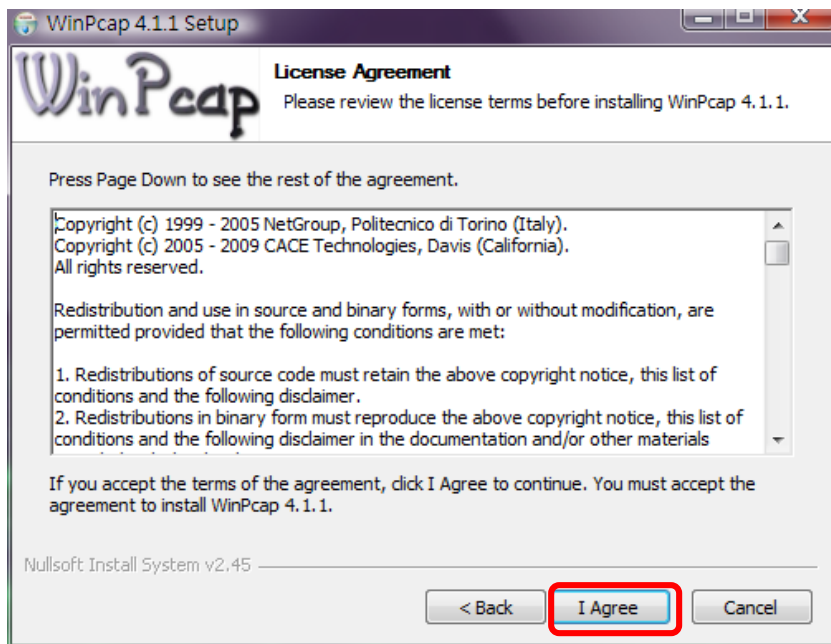 WinPcap 4.1.1 Setup
WinPcap
License Agreement
Please review the license terms before installing WinPcap 4.1.1.
Press Page Down to see the rest of the agreement.
Copyright (c) 1999 - 2005 NetGroup, Politecnico di Torino (Italy).
Copyright (c) 2005 - 2009 CACE Technologies, Davis (California).
All rights reserved.
Redistribution and use in source and binary forms, with or without modification, are
permitted provided that the following conditions are met:
1. Redistributions of source code must retain the above copyright notice, this list of
conditions and the following disclaimer.
2. Redistributions in binary form must reproduce the above copyright notice, this list of
conditions and the following disclaimer in the documentation and/or other materials
If you accept the terms of the agreement, click I Agree to continue. You must accept the
agreement to install WinPcap 4.1.1.
Nullsoft Install System v2.45
< Back
I Agree
Cancel